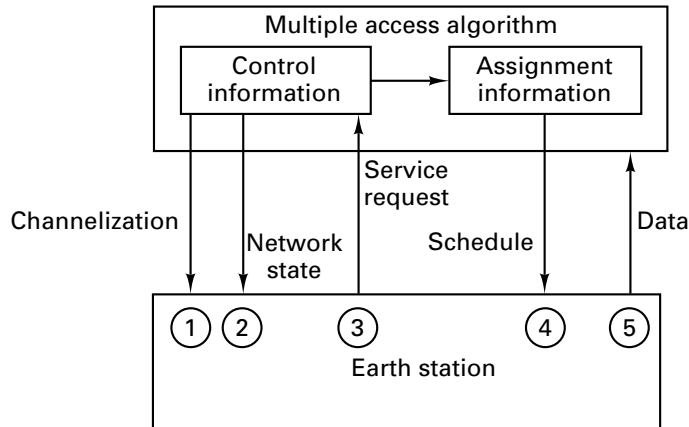 Multiple access algorithm
Control
information
Assignment
information
Service
request
Channelization
Network
state
Schedule
Data
1
2
3
4
5
Earth station